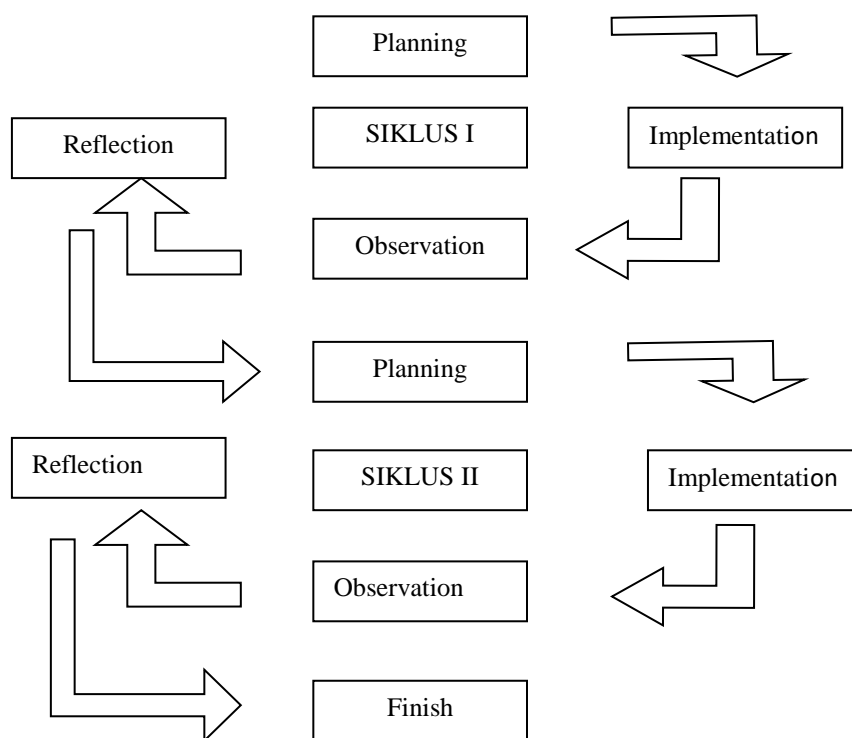 Planning
Reflection
SIKLUS I
Implementation
Observation
Planning
Reflection
SIKLUS II
Implementation
Observation
Finish